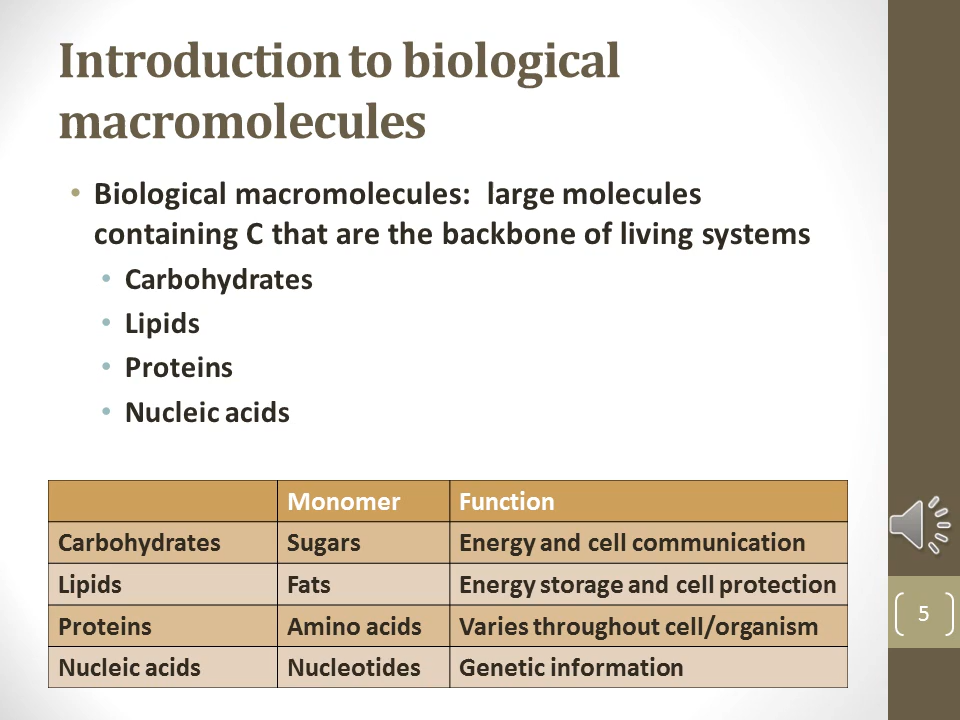 Introduction to biological
macromolecules
• Biological macromolecules:  large molecules
containing C that are the backbone of living systems
• Carbohydrates
• Lipids
• Proteins
• Nucleic acids
Monomer Function
Carbohydrates Sugars Energy and cell communication
Lipids Fats Energy storage and cell protection
Proteins Amino acids Varies throughout cell/organism
Nucleic acids Nucleotides Genetic information
5